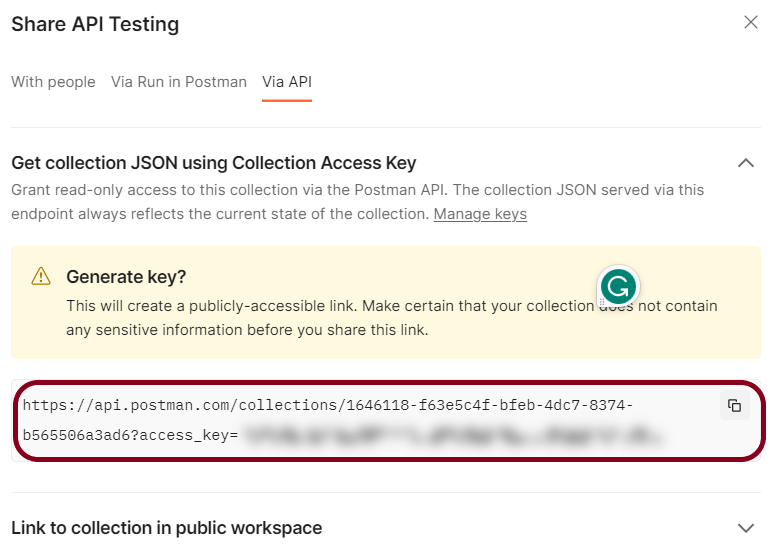 Share API Testing
With people Via Run in Postman Via API
Get collection JSON using Collection Access Key
Grant read-only access to this collection via the Postman API. The collection JSON served via this
endpoint always reflects the current state of the collection. Manage keys
Generate key?
This will create a publicly-accessible link. Make certain that your collection does not contain
any sensitive information before you share this link.
https://api.postman.com/collections/1646118-f63e5c4f-bfeb-4dc7-8374-
b565506a3ad6?access_key=
Link to collection in public workspace